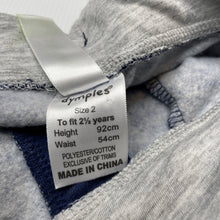 dymples®
Size 2
To fit 2½ years
Height 92cm
Waist 54cm
POLYESTER/COTTON
EXCLUSIVE OF TRIMS
MADE IN CHINA